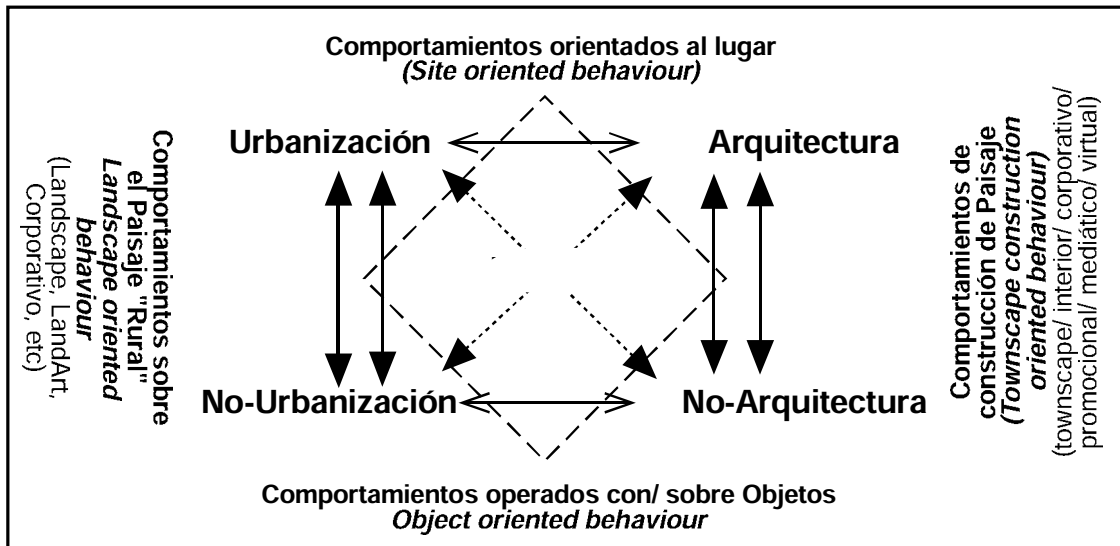 Comportamientos orientados al lugar
(Site oriented behaviour)
Comportamientos sobre
el Paisaje "Rural"
Landscape oriented
behaviour
(Landscape, LandArt,
Corporativo, etc)
Urbanización
Arquitectura
No-Urbanización
No-Arquitectura
Comportamientos de
construcción de Paisaje
(Townscape construction
oriented behaviour)
(townscape/ interior/ corporativo/
promocional/ mediático/ virtual)
Comportamientos operados con/ sobre Objetos
Object oriented behaviour